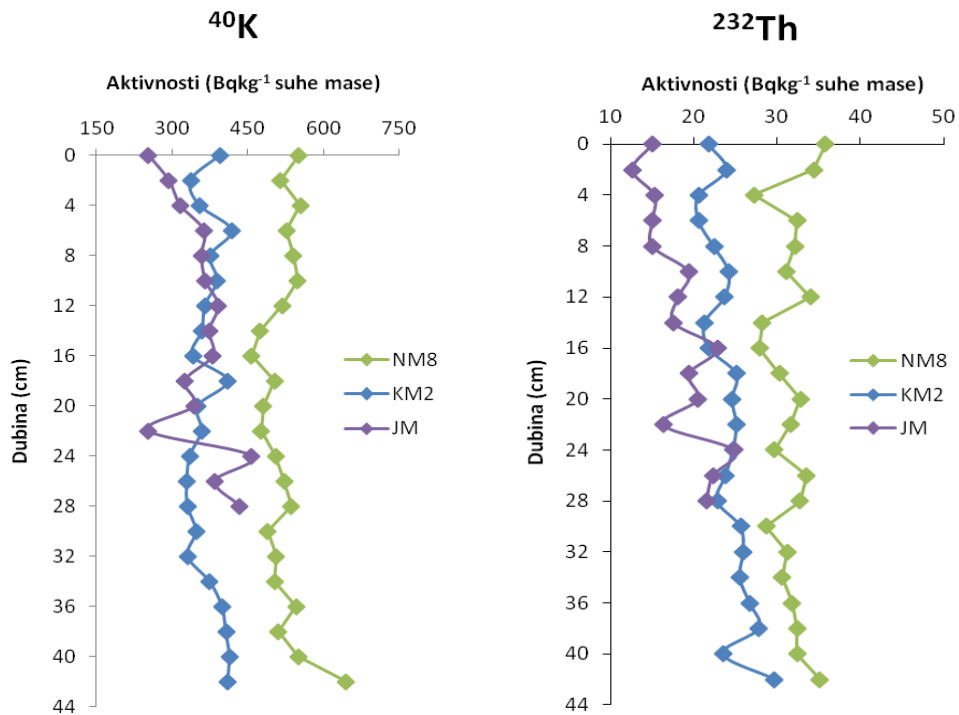 ⁴⁰K
Aktivnosti (Bqkg⁻¹ suhe mase)
150 300 450 600 750
0
4
8
12
16
20
24
28
32
36
40
44
Dubina (cm)
NM8
KM2
JM
²³²Th
Aktivnosti (Bqkg⁻¹ suhe mase)
10 20 30 40 50
0
4
8
12
16
20
24
28
32
36
40
44
Dubina (cm)
NM8
KM2
JM